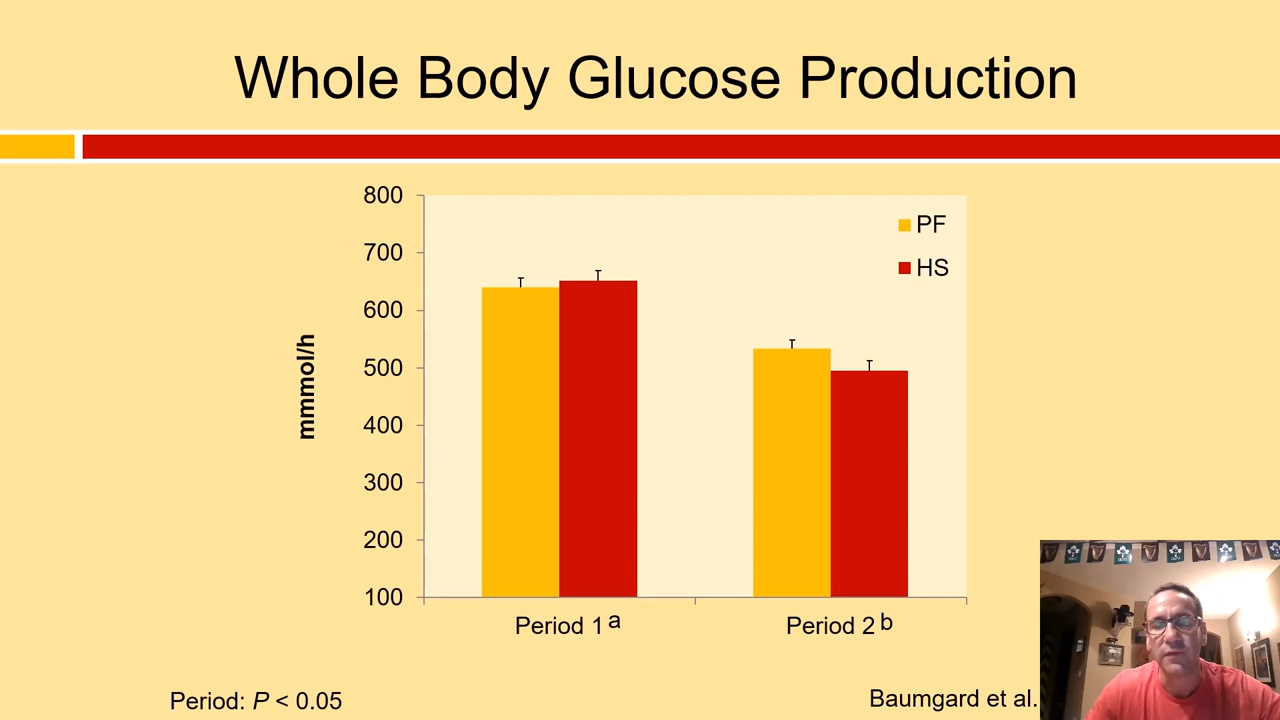 Whole Body Glucose Production
800
700
600
500
400
300
200
100
mmmol/h
PF
HS
Period 1 a
Period 2 b
Period: P < 0.05
Baumgard et al.